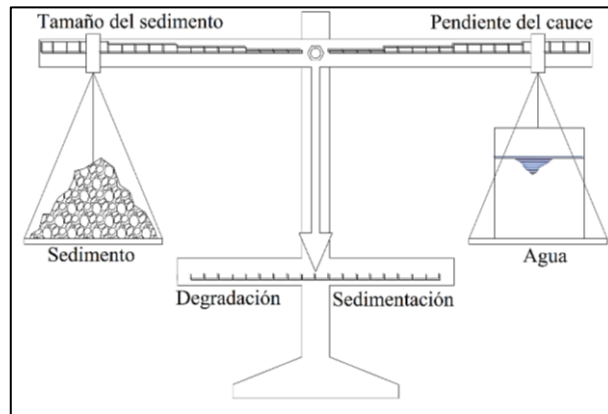 Tamaño del sedimento
Pendiente del cauce
Sedimento
Agua
Degradación
Sedimentación